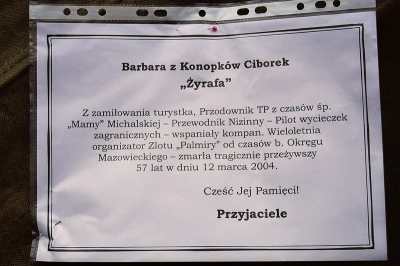 Barbara z Konopków Ciborek
„Żyrafa”
Z zamiłowania turystka, Przodownik TP z czasów śp.
„Mamy” Michalskiej – Przewodnik Nizinny – Pilot wycieczek
zagranicznych – wspaniały kompan. Wieloletnia
organizator Zlotu „Palmiry” od czasów b. Okręgu
Mazowieckiego – zmarła tragicznie przeżywszy
57 lat w dniu 12 marca 2004.
Cześć Jej Pamięci!
Przyjaciele